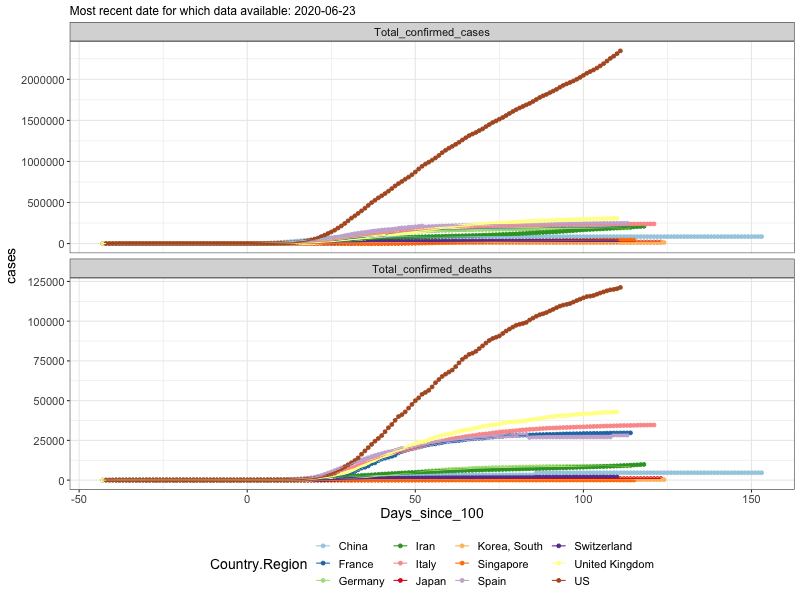 Most recent date for which data available: 2020-06-23
Total_confirmed_cases
2000000
1500000
1000000
500000
0
cases
Total_confirmed_deaths
125000
100000
75000
50000
25000
0
-50 0 50 100 150
Days_since_100
Country.Region
China Iran Korea, South Switzerland
France Italy Singapore United Kingdom
Germany Japan Spain US